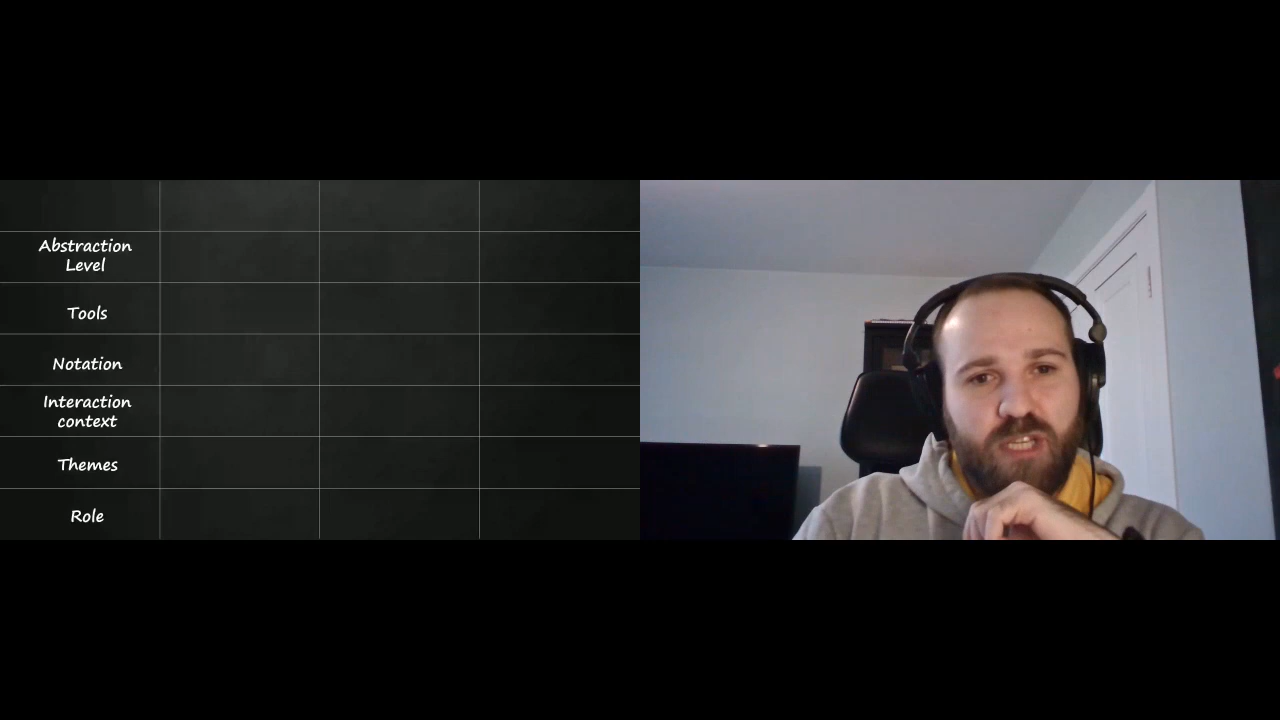 Abstraction
Level
Tools
Notation
Interaction
context
Themes
Role